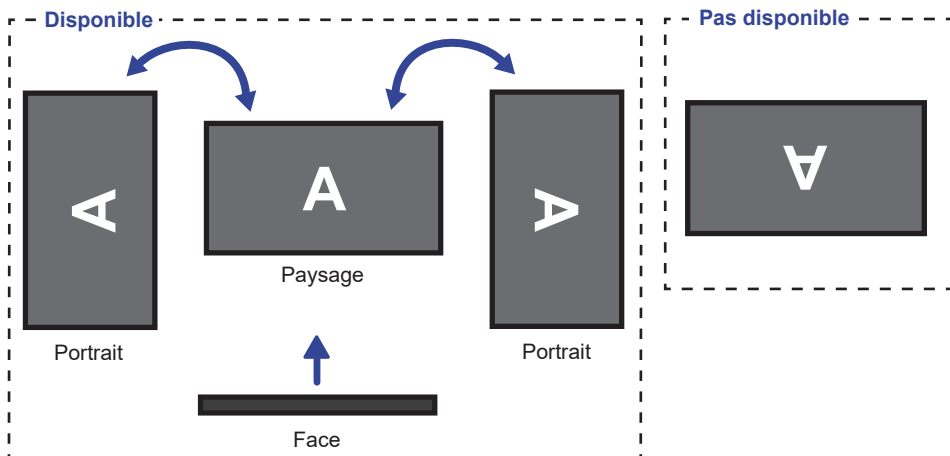 Disponible
Pas disponible
A
A
A
A
Paysage
Portrait
Portrait
Face